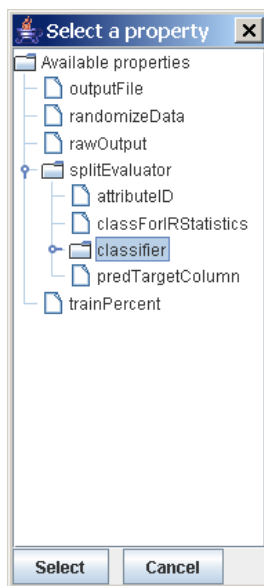 Select a property
Available properties
outputFile
randomizeData
rawOutput
splitEvaluator
attributeID
classForIRStatistics
classifier
predTargetColumn
trainPercent
Select Cancel